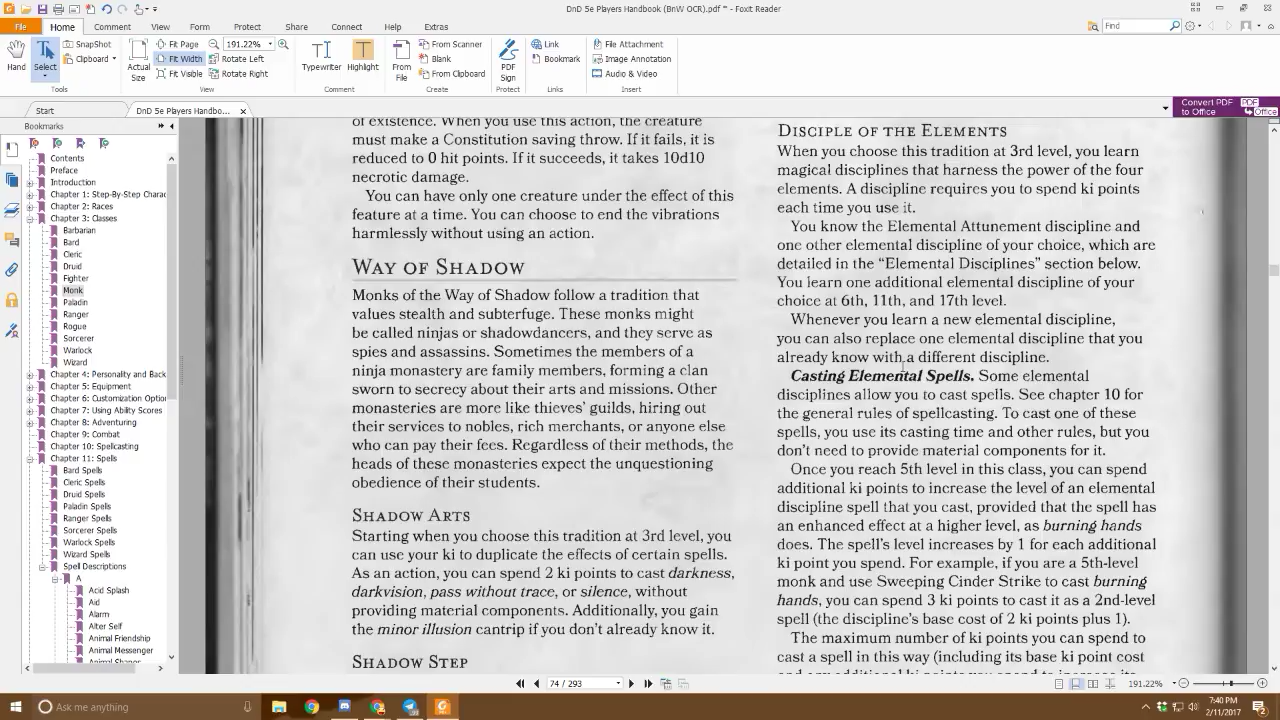 DnD 5e Players Handbook (BnW OCR).pdf * - Foxit Reader
File
Home
Comment
View
Form
Protect
Share
Connect
Help
Extras
Find
Hand
Select
SnapShot
Clipboard
Actual Size
Fit Page
Fit Width
Fit Visible
191.22%
Rotate Left
Rotate Right
Typewriter
Highlight
From File
From Scanner
Blank
From Clipboard
PDF Sign
Link
Bookmark
File Attachment
Image Annotation
Audio & Video
Tools
View
Comment
Create
Protect
Links
Insert
Start
DnD 5e Players Handbo...
Convert PDF to Office
PDF
Office
Bookmarks
Contents
Preface
Introduction
Chapter 1: Step-By-Step Charac
Chapter 2: Races
Chapter 3: Classes
Barbarian
Bard
Cleric
Druid
Fighter
Monk
Paladin
Ranger
Rogue
Sorcerer
Warlock
Wizard
Chapter 4: Personality and Back
Chapter 5: Equipment
Chapter 6: Customization Option
Chapter 7: Using Ability Scores
Chapter 8: Adventuring
Chapter 9: Combat
Chapter 10: Spellcasting
Chapter 11: Spells
Bard Spells
Cleric Spells
Druid Spells
Paladin Spells
Ranger Spells
Sorcerer Spells
Warlock Spells
Wizard Spells
Spell Descriptions
A
Acid Splash
Aid
Alarm
Alter Self
Animal Friendship
Animal Messenger
Animal Shapes
of existence. When you use this action, the creature
must make a Constitution saving throw. If it fails, it is
reduced to 0 hit points. If it succeeds, it takes 10d10
necrotic damage.
You can have only one creature under the effect of this
feature at a time. You can choose to end the vibrations
harmlessly without using an action.
WAY OF SHADOW
Monks of the Way of Shadow follow a tradition that
values stealth and subterfuge. These monks might
be called ninjas or shadowdancers, and they serve as
spies and assassins. Sometimes the members of a
ninja monastery are family members, forming a clan
sworn to secrecy about their arts and missions. Other
monasteries are more like thieves' guilds, hiring out
their services to nobles, rich merchants, or anyone else
who can pay their fees. Regardless of their methods, the
heads of these monasteries expect the unquestioning
obedience of their students.
SHADOW ARTS
Starting when you choose this tradition at 3rd level, you
can use your ki to duplicate the effects of certain spells.
As an action, you can spend 2 ki points to cast darkness,
darkvision, pass without trace, or silence, without
providing material components. Additionally, you gain
the minor illusion cantrip if you don't already know it.
SHADOW STEP
DISCIPLE OF THE ELEMENTS
When you choose this tradition at 3rd level, you learn
magical disciplines that harness the power of the four
elements. A discipline requires you to spend ki points
each time you use it.
You know the Elemental Attunement discipline and
one other elemental discipline of your choice, which are
detailed in the “Elemental Disciplines” section below.
You learn one additional elemental discipline of your
choice at 6th, 11th, and 17th level.
Whenever you learn a new elemental discipline,
you can also replace one elemental discipline that you
already know with a different discipline.
Casting Elemental Spells. Some elemental
disciplines allow you to cast spells. See chapter 10 for
the general rules of spellcasting. To cast one of these
spells, you use its casting time and other rules, but you
don't need to provide material components for it.
Once you reach 5th level in this class, you can spend
additional ki points to increase the level of an elemental
discipline spell that you cast, provided that the spell has
an enhanced effect at a higher level, as burning hands
does. The spell's level increases by 1 for each additional
ki point you spend. For example, if you are a 5th-level
monk and use Sweeping Cinder Strike to cast burning
hands, you can spend 3 ki points to cast it as a 2nd-level
spell (the discipline's base cost of 2 ki points plus 1).
The maximum number of ki points you can spend to
cast a spell in this way (including its base ki point cost
74 / 293
191.22%
Ask me anything
7:40 PM
2/11/2017